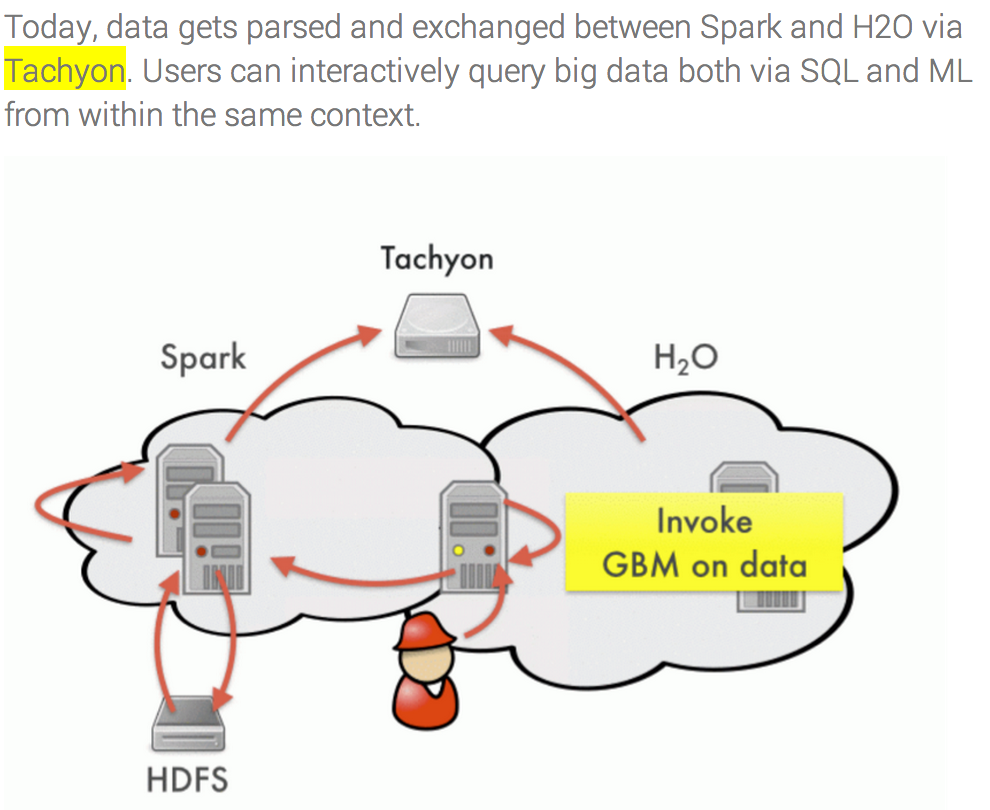 Today, data gets parsed and exchanged between Spark and H2O via
Tachyon. Users can interactively query big data both via SQL and ML
from within the same context.
Tachyon
Spark
H₂O
Invoke
GBM on data
HDFS